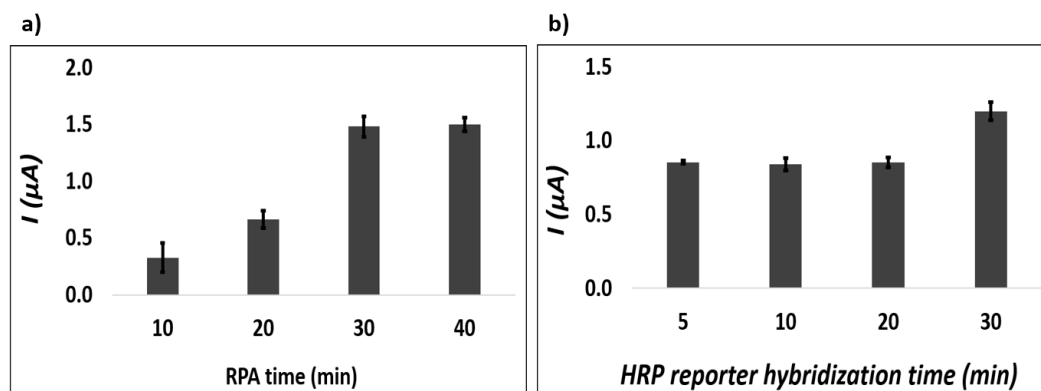 a)
2.0
1.5
1.0
0.5
0.0
I (μA)
10 20 30 40
RPA time (min)
b)
1.5
1.0
0.5
0.0
I (μA)
5 10 20 30
HRP reporter hybridization time (min)